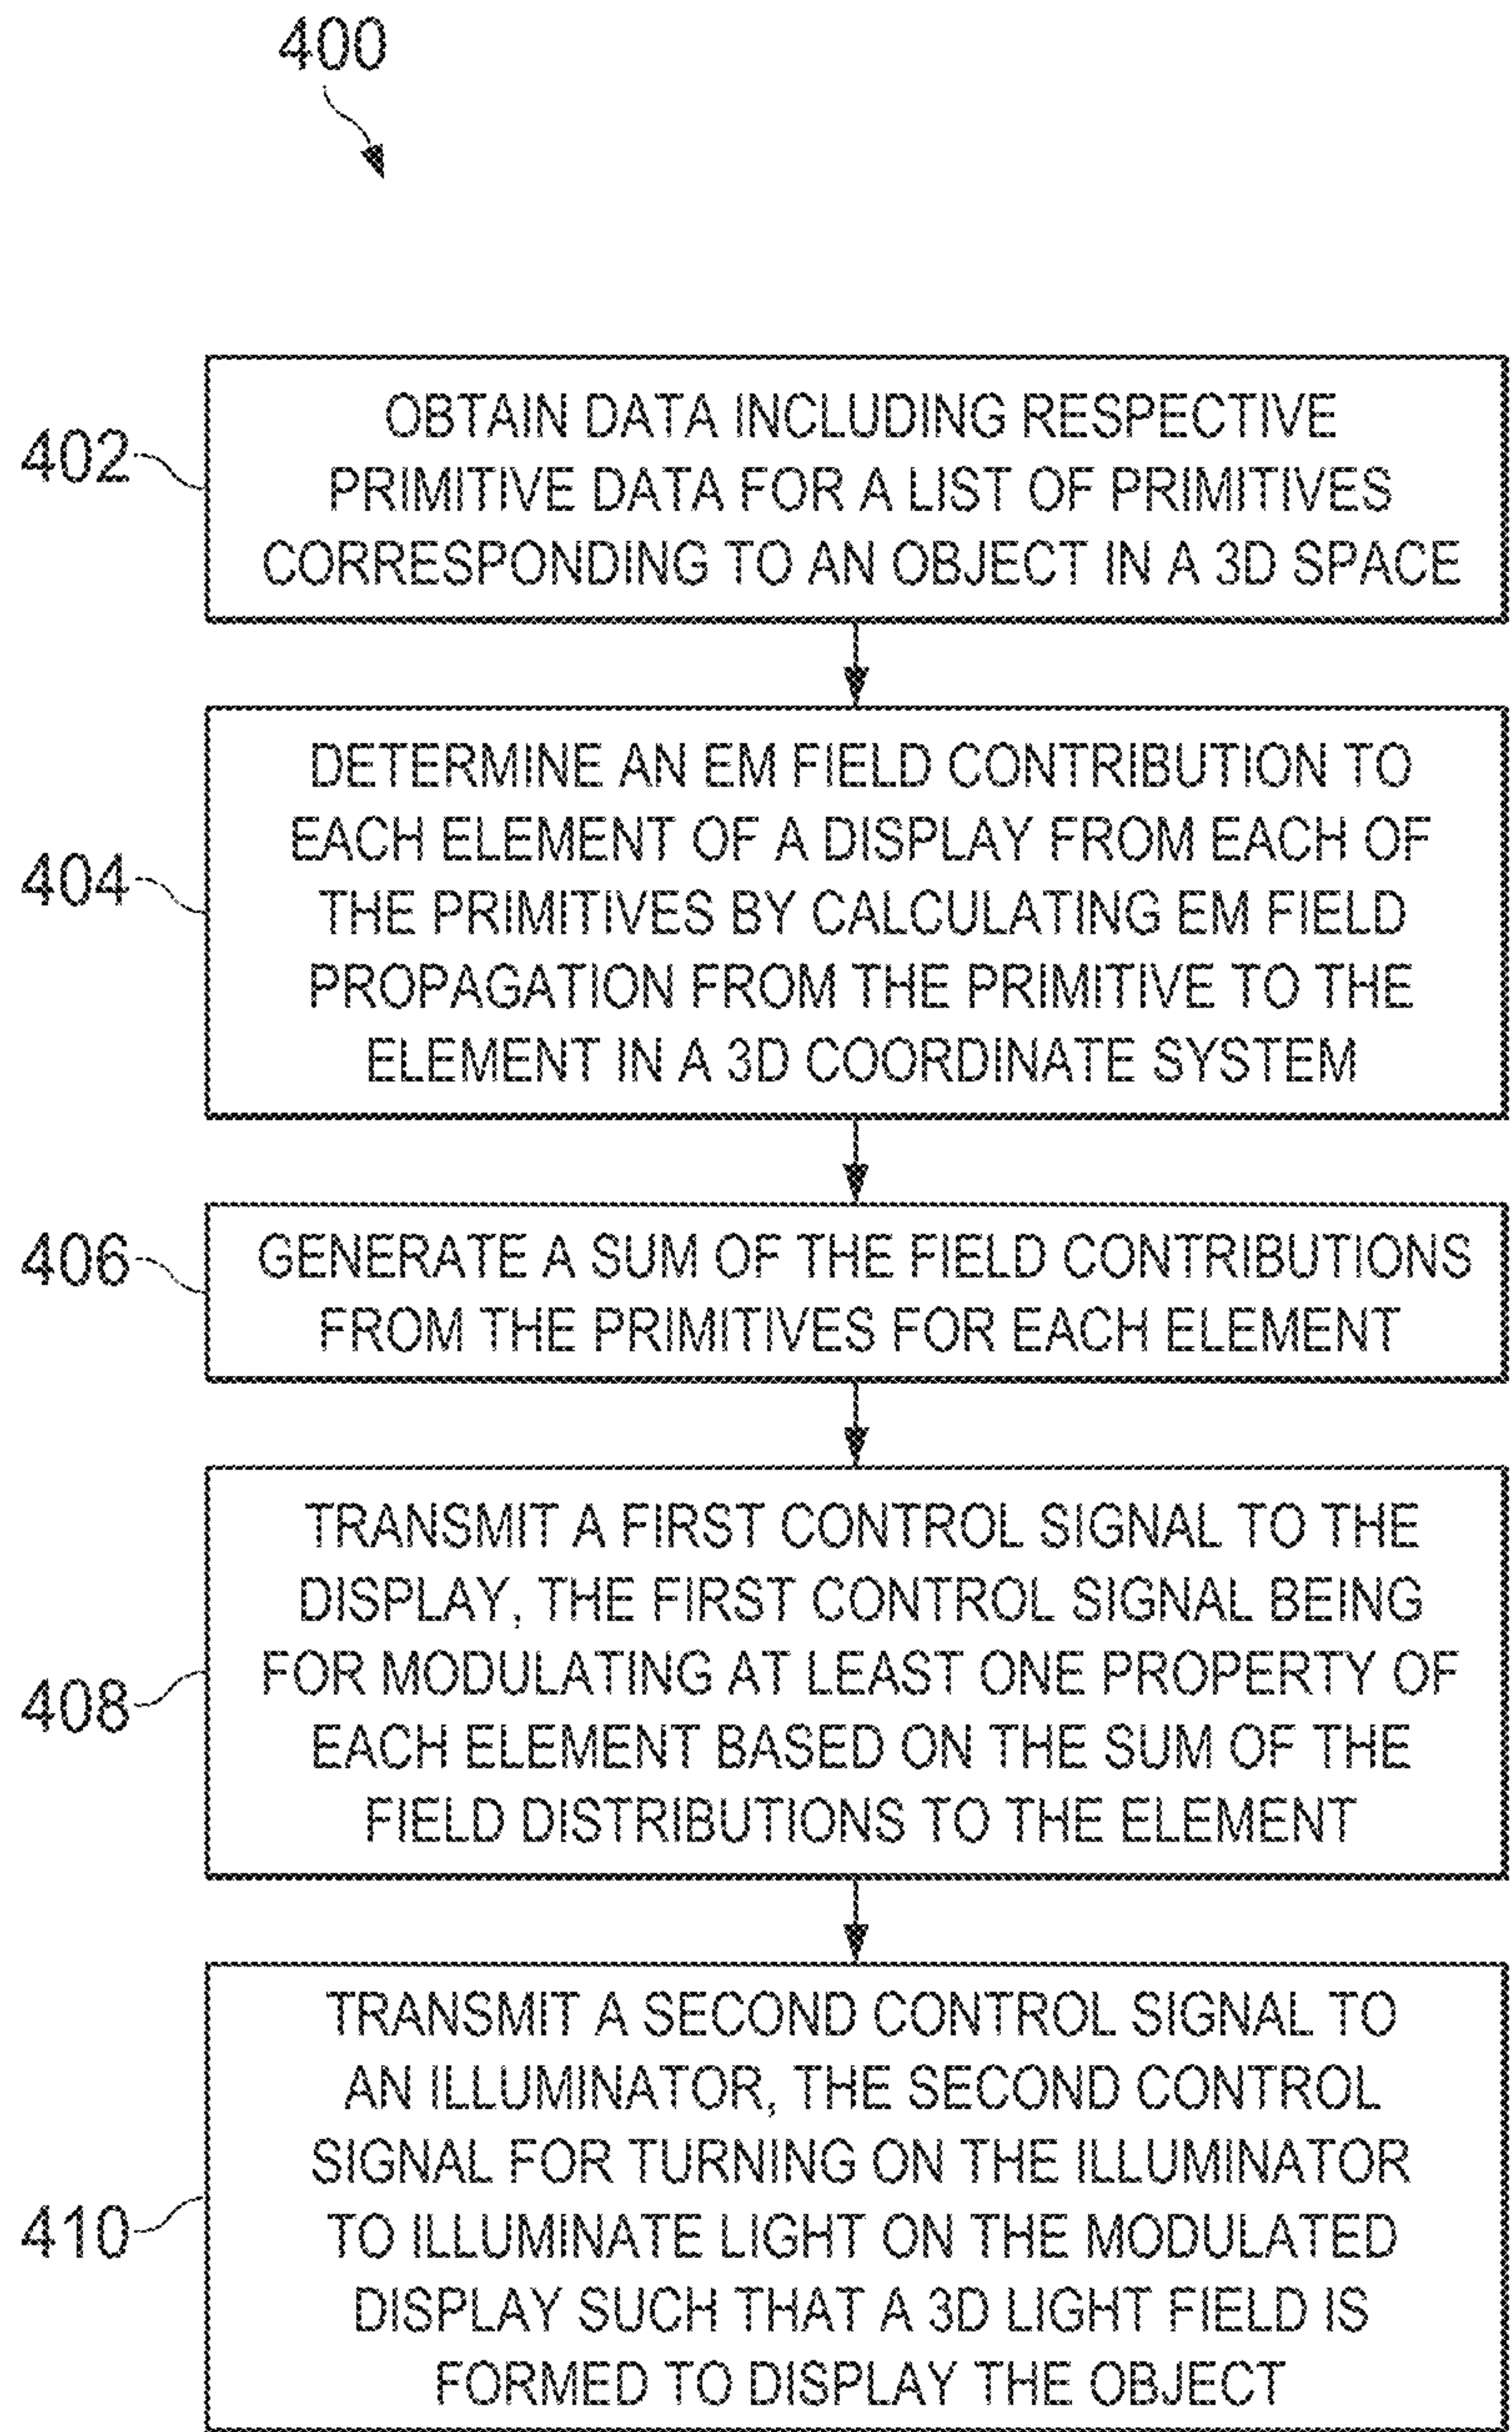 400
402
OBTAIN DATA INCLUDING RESPECTIVE
PRIMITIVE DATA FOR A LIST OF PRIMITIVES
CORRESPONDING TO AN OBJECT IN A 3D SPACE
404
DETERMINE AN EM FIELD CONTRIBUTION TO
EACH ELEMENT OF A DISPLAY FROM EACH OF
THE PRIMITIVES BY CALCULATING EM FIELD
PROPAGATION FROM THE PRIMITIVE TO THE
ELEMENT IN A 3D COORDINATE SYSTEM
406
GENERATE A SUM OF THE FIELD CONTRIBUTIONS
FROM THE PRIMITIVES FOR EACH ELEMENT
408
TRANSMIT A FIRST CONTROL SIGNAL TO THE
DISPLAY, THE FIRST CONTROL SIGNAL BEING
FOR MODULATING AT LEAST ONE PROPERTY OF
EACH ELEMENT BASED ON THE SUM OF THE
FIELD DISTRIBUTIONS TO THE ELEMENT
410
TRANSMIT A SECOND CONTROL SIGNAL TO
AN ILLUMINATOR, THE SECOND CONTROL
SIGNAL FOR TURNING ON THE ILLUMINATOR
TO ILLUMINATE LIGHT ON THE MODULATED
DISPLAY SUCH THAT A 3D LIGHT FIELD IS
FORMED TO DISPLAY THE OBJECT